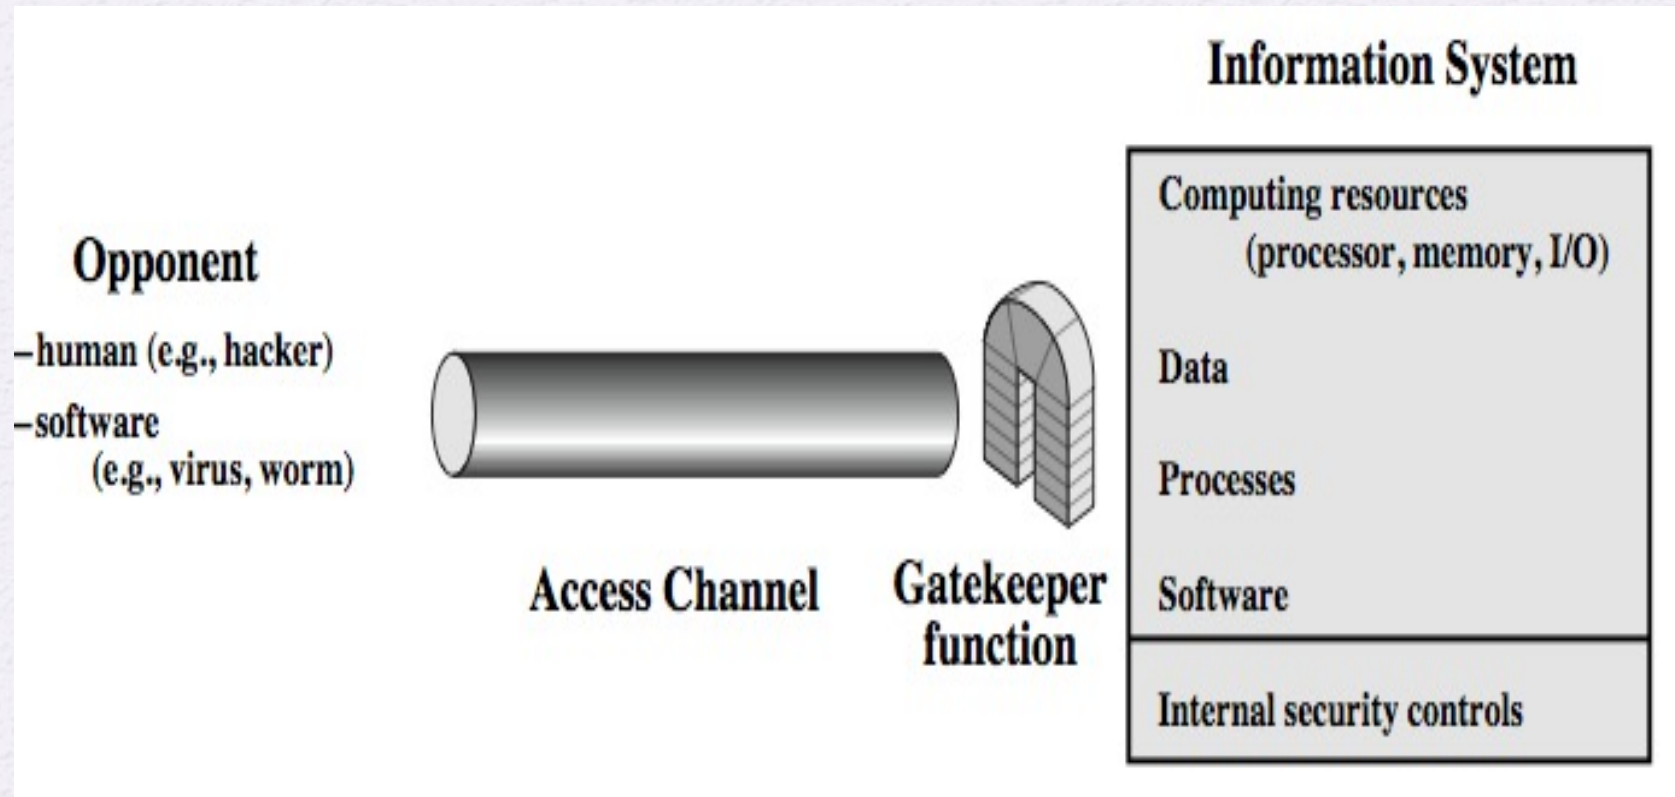 Information System
Opponent
–human (e.g., hacker)
–software
(e.g., virus, worm)
Access Channel
Gatekeeper
function
Computing resources
(processor, memory, I/O)
Data
Processes
Software
Internal security controls